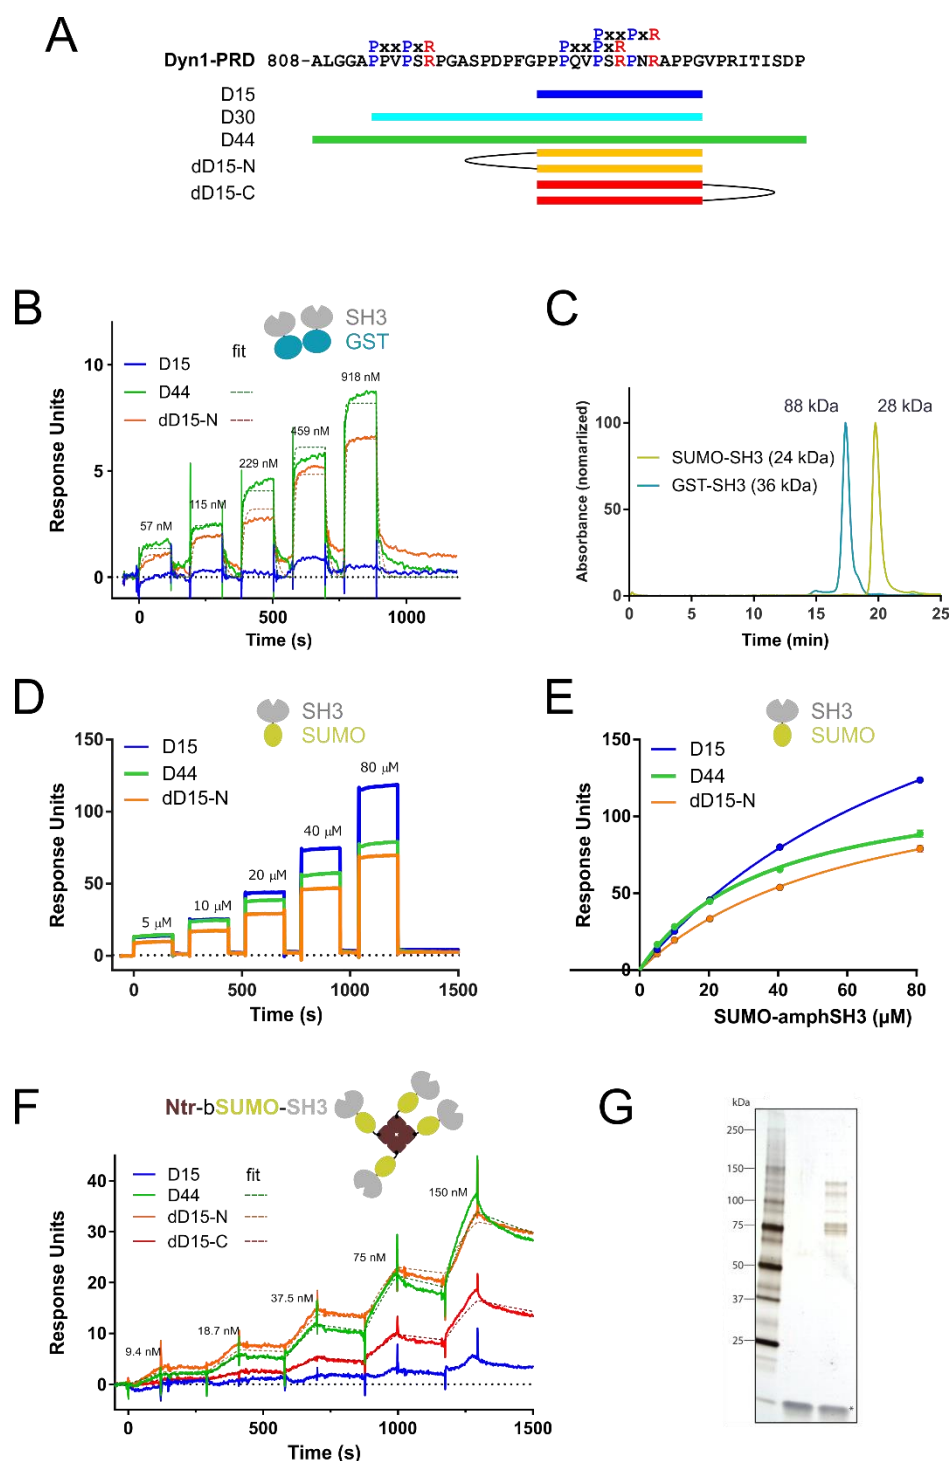 A
PxxPxR
PxxPxR PxxPxR
Dyn1-PRD 808-ALGGAPPVPSRPGASPDPFGPPPQVPSRPNRAPPGVPRITISDP
D15
D30
D44
dD15-N
dD15-C
B
SH3
GST
fit
D15
D44
dD15-N
57 nM
115 nM
229 nM
459 nM
918 nM
10
5
0
Response Units
0 500 1000
Time (s)
C
88 kDa 28 kDa
SUMO-SH3 (24 kDa)
GST-SH3 (36 kDa)
100
50
0
Absorbance (nomarlized)
0 5 10 15 20 25
Time (min)
D
SH3
SUMO
D15
D44
dD15-N
5 µM
10 µM
20 µM
40 µM
80 µM
150
100
50
0
Response Units
0 500 1000 1500
Time (s)
E
SH3
SUMO
D15
D44
dD15-N
150
100
50
0
Response Units
0 20 40 60 80
SUMO-amphSH3 (µM)
F
Ntr-bSUMO-SH3
D15 fit
D44
dD15-N
dD15-C
9.4 nM
18.7 nM
37.5 nM
75 nM
150 nM
40
30
20
10
0
Response Units
0 500 1000 1500
Time (s)
G
kDa
250
150
100
75
50
37
25
*